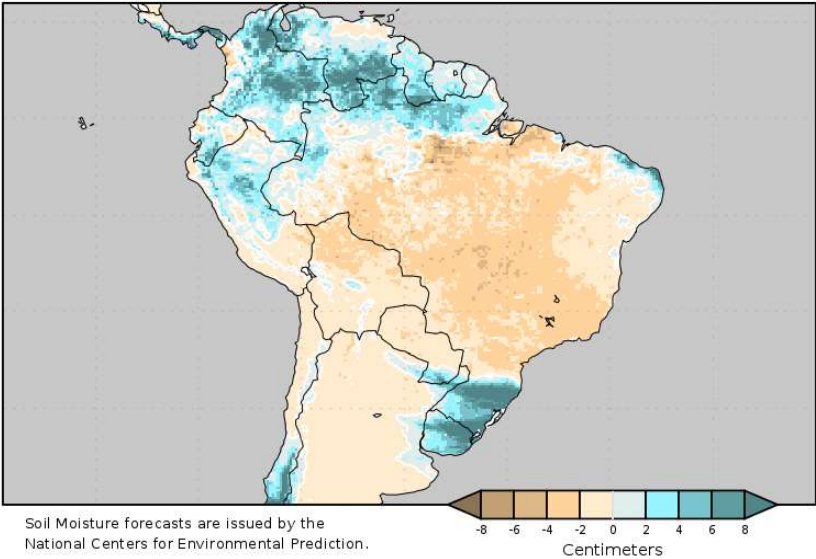 Soil Moisture forecasts are issued by the
National Centers for Environmental Prediction.
-8 -6 -4 -2 0 2 4 6 8
Centimeters